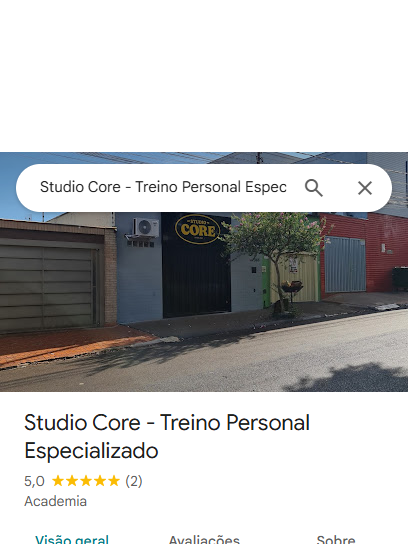 Studio Core - Treino Personal Espec
STUDIO
CORE
Studio Core - Treino Personal
Especializado
5,0 (2)
Academia
Visão geral Avaliações Sobre